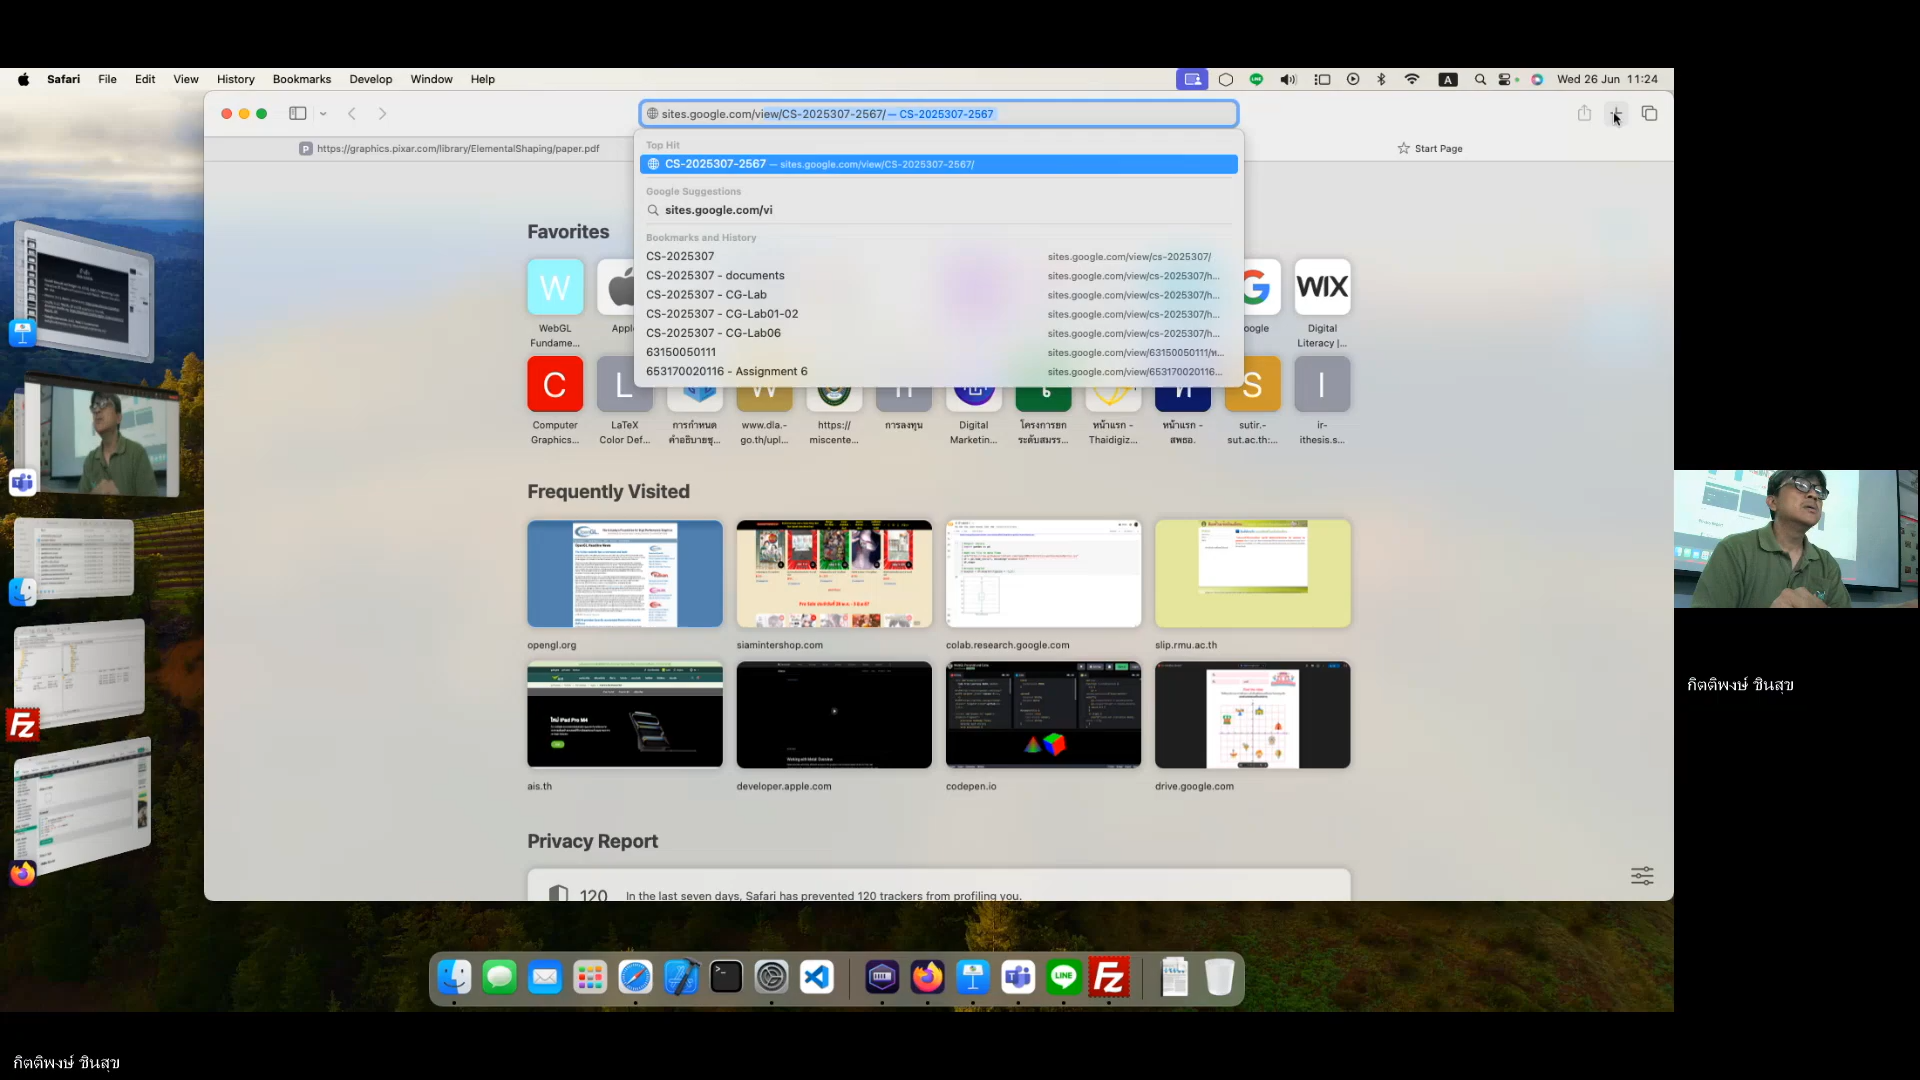 Safari File Edit View History Bookmarks Develop Window Help
A
Wed 26 Jun 11:24
sites.google.com/view/CS-2025307-2567/ — CS-2025307-2567
P https://graphics.pixar.com/library/ElementalShaping/paper.pdf
Start Page
Top Hit
CS-2025307-2567 — sites.google.com/view/CS-2025307-2567/
Google Suggestions
sites.google.com/vi
Bookmarks and History
CS-2025307 sites.google.com/view/cs-2025307/
CS-2025307 - documents sites.google.com/view/cs-2025307/h...
CS-2025307 - CG-Lab sites.google.com/view/cs-2025307/h...
CS-2025307 - CG-Lab01-02 sites.google.com/view/cs-2025307/h...
CS-2025307 - CG-Lab06 sites.google.com/view/cs-2025307/h...
63150050111
653170020116 - Assignment 6 sites.google.com/view/653170020116...
Favorites
W
WIX
WebGL
Fundame...
Digital
Literacy |...
C L S I
Computer
Graphics...
LaTeX
Color Def...
การกำหนด
คำอธิบายชุ...
www.dla.-
go.th/upl...
https://
miscente...
การลงทุน
Digital
Marketin...
โครงการยก
ระดับสมรร...
หน้าแรก -
Thaidigiz...
หน้าแรก -
สพธอ.
sutir.-
sut.ac.th:...
ir-
ithesis.s...
Frequently Visited
opengl.org
siamintershop.com
colab.research.google.com
slip.rmu.ac.th
ใหม่ iPad Pro M4
ais.th
developer.apple.com
codepen.io
drive.google.com
Privacy Report
120 In the last seven days, Safari has prevented 120 trackers from profiling you.
Fz
LINE
Fz
กิตติพงษ์ ชินสุข
กิตติพงษ์ ชินสุข